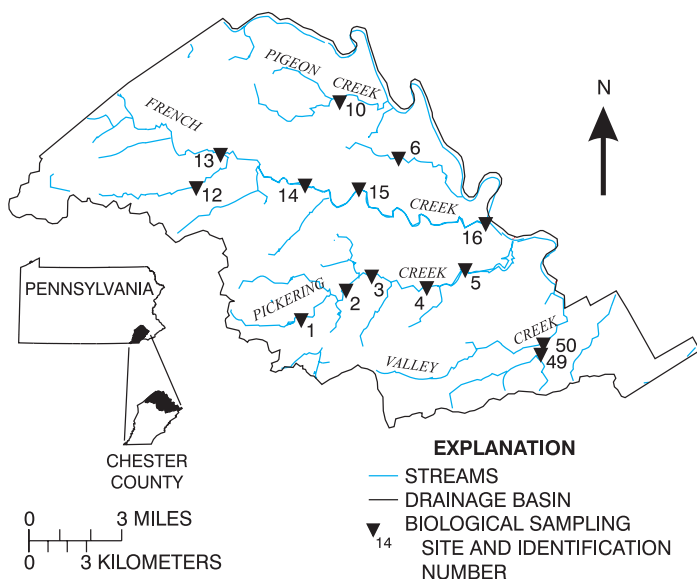 PIGEON
CREEK
10
N
FRENCH
6
13
12
14
15
CREEK
16
PENNSYLVANIA
PICKERING
CREEK
1
2
3
4
5
VALLEY
CREEK
50
49
CHESTER
COUNTY
EXPLANATION
STREAMS
DRAINAGE BASIN
BIOLOGICAL SAMPLING
14 SITE AND IDENTIFICATION
NUMBER
0 3 MILES
0 3 KILOMETERS